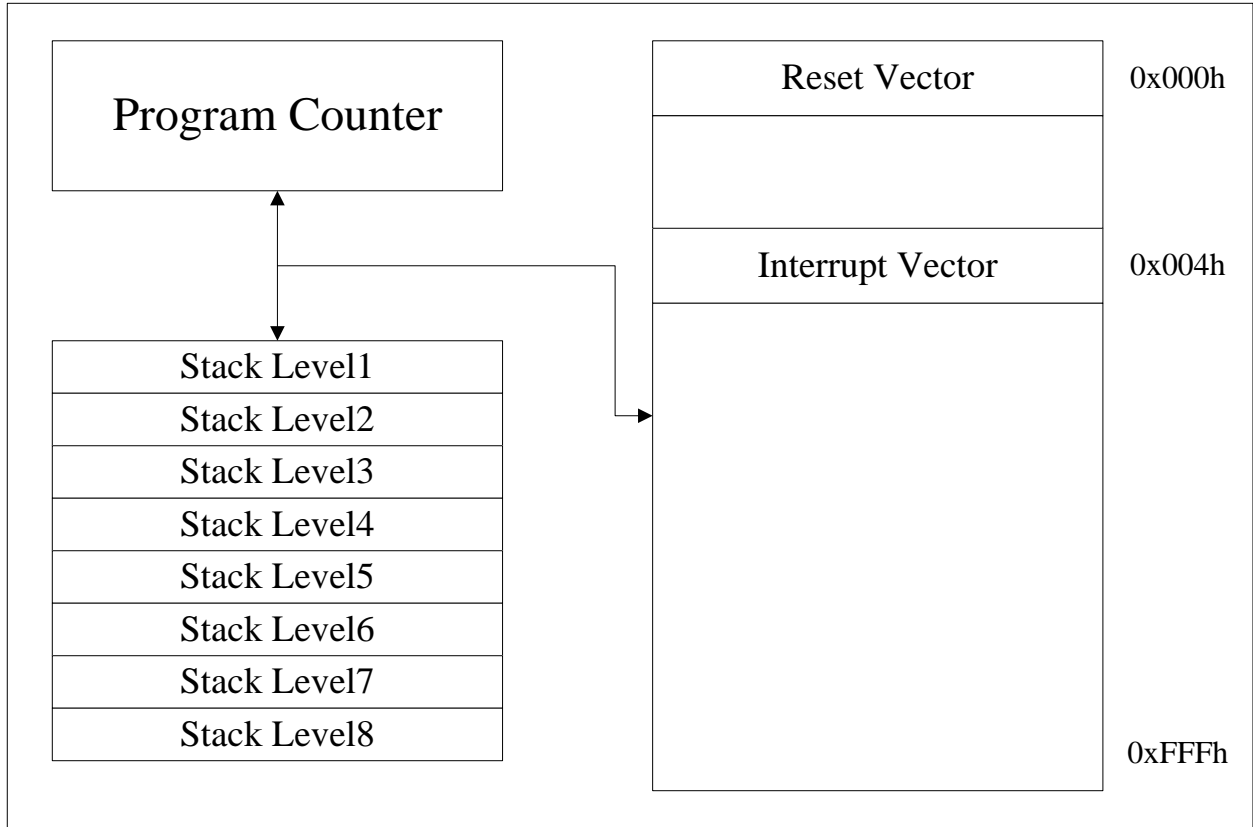 Program Counter
Stack Level1
Stack Level2
Stack Level3
Stack Level4
Stack Level5
Stack Level6
Stack Level7
Stack Level8
Reset Vector
0x000h
Interrupt Vector
0x004h
0xFFFh